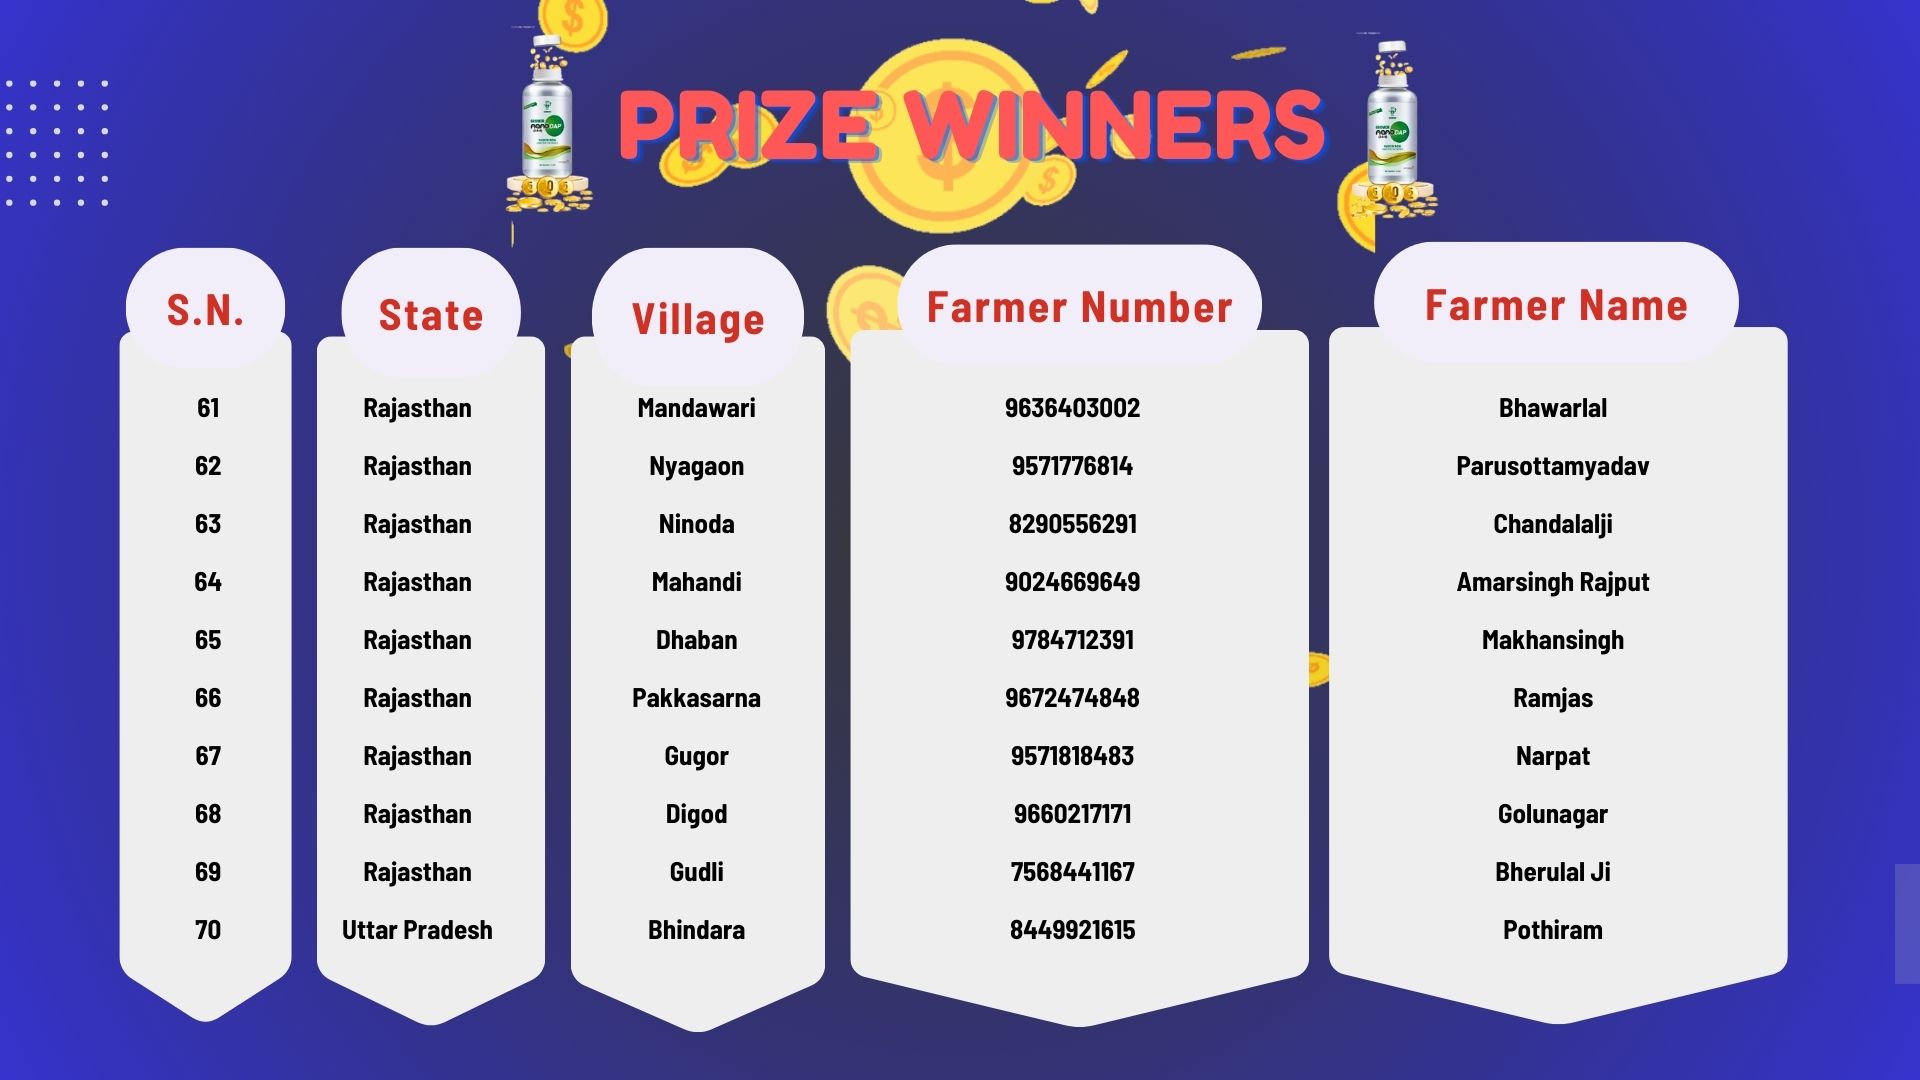 PRIZE WINNERS
S.N. State Village Farmer Number Farmer Name
61 Rajasthan Mandawari 9636403002 Bhawarlal
62 Rajasthan Nyagaon 9571776814 Parusottamyadav
63 Rajasthan Ninoda 8290556291 Chandalalji
64 Rajasthan Mahandi 9024669649 Amarsingh Rajput
65 Rajasthan Dhaban 9784712391 Makhansingh
66 Rajasthan Pakkasarna 9672474848 Ramjas
67 Rajasthan Gugor 9571818483 Narpat
68 Rajasthan Digod 9660217171 Golunagar
69 Rajasthan Gudli 7568441167 Bherulal Ji
70 Uttar Pradesh Bhindara 8449921615 Pothiram